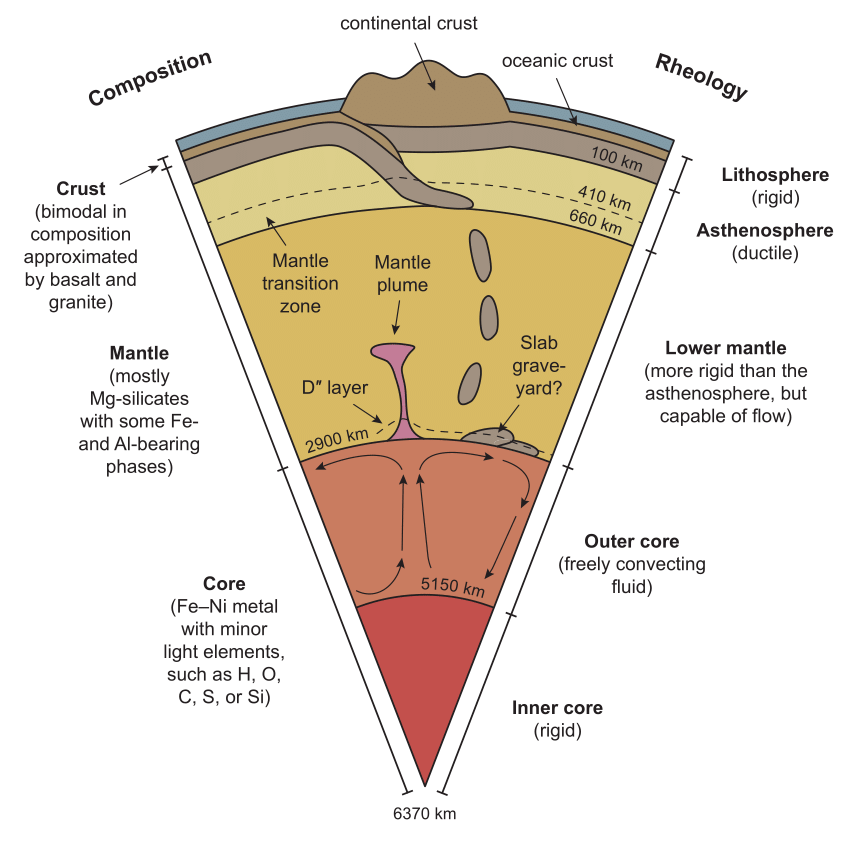 continental crust
oceanic crust
Composition
Rheology
100 km
410 km
660 km
Crust
(bimodal in
composition
approximated
by basalt and
granite)
Lithosphere
(rigid)
Asthenosphere
(ductile)
Mantle
transition
zone
Mantle
plume
Slab
grave-
yard?
D″ layer
2900 km
Mantle
(mostly
Mg-silicates
with some Fe-
and Al-bearing
phases)
Lower mantle
(more rigid than the
asthenosphere, but
capable of flow)
Outer core
(freely convecting
fluid)
5150 km
Core
(Fe–Ni metal
with minor
light elements,
such as H, O,
C, S, or Si)
Inner core
(rigid)
6370 km